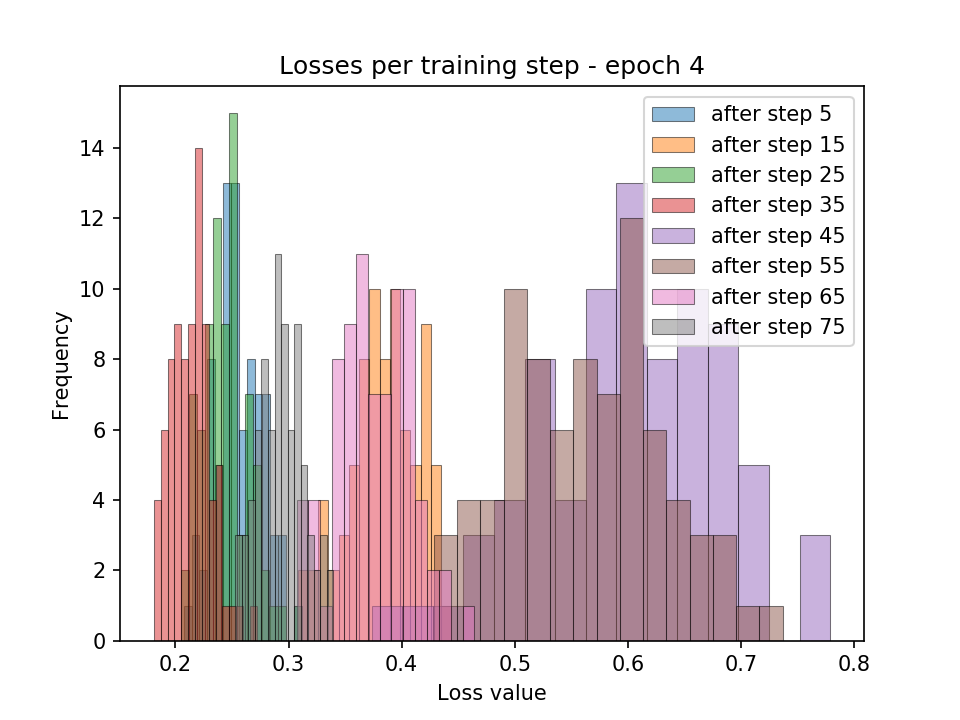 Losses per training step - epoch 4
after step 5
after step 15
after step 25
after step 35
after step 45
after step 55
after step 65
after step 75
Frequency
14
12
10
8
6
4
2
0
0.2 0.3 0.4 0.5 0.6 0.7 0.8
Loss value